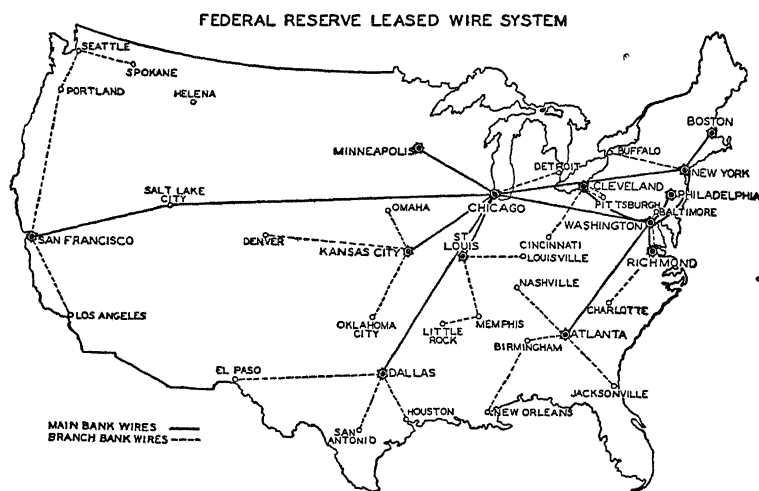 FEDERAL RESERVE LEASED WIRE SYSTEM
SEATTLE
SPOKANE
PORTLAND
HELENA
BOSTON
MINNEAPOLIS
BUFFALO
DETROIT
NEW YORK
CLEVELAND
PHILADELPHIA
SALT LAKE
CITY
CHICAGO
PITTSBURGH
BALTIMORE
OMAHA
WASHINGTON
SAN FRANCISCO
DENVER
ST.
LOUIS
CINCINNATI
KANSAS CITY
LOUISVILLE
RICHMOND
NASHVILLE
LOS ANGELES
OKLAHOMA
CITY
LITTLE
ROCK
MEMPHIS
CHARLOTTE
ATLANTA
BIRMINGHAM
EL PASO
DALLAS
JACKSONVILLE
HOUSTON
NEW ORLEANS
SAN
ANTONIO
MAIN BANK WIRES
BRANCH BANK WIRES